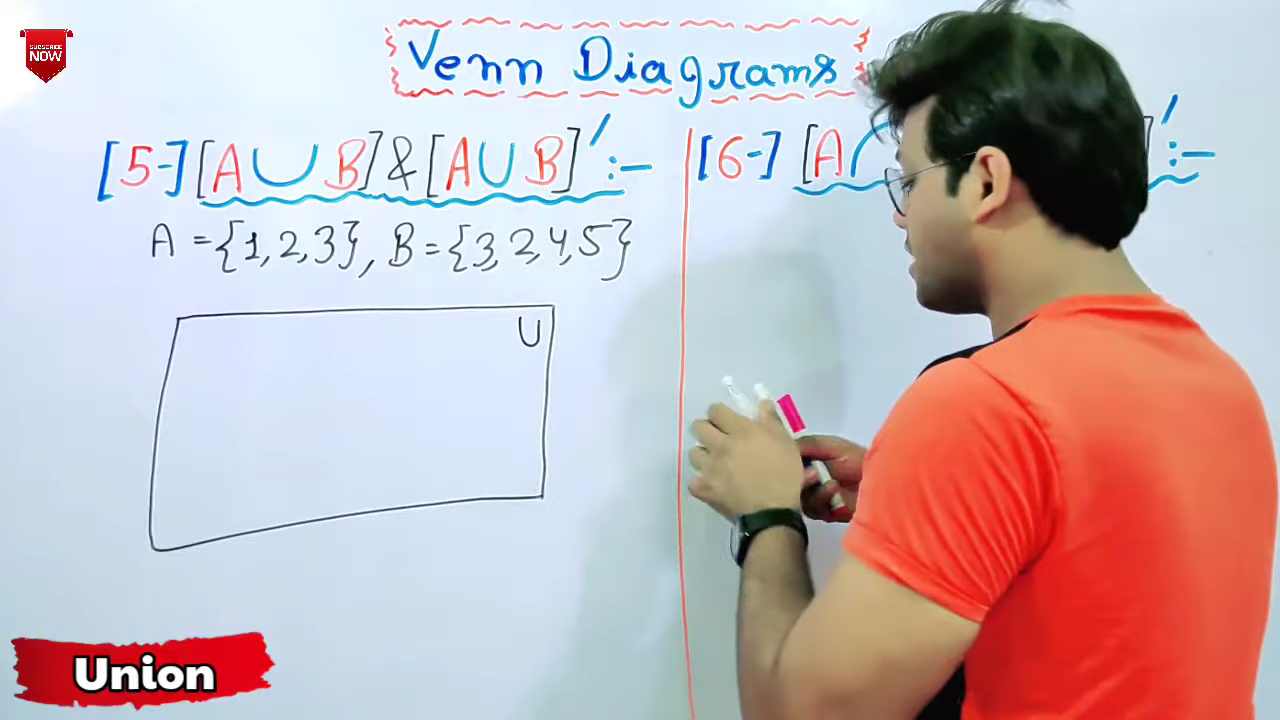 SUBSCRIBE
NOW
Venn Diagrams
[5-] [A∪B] & [A∪B]′ :-
[6-] [A ]′ :-
A = {1, 2, 3}, B = {3, 2, 4, 5}
U
Union